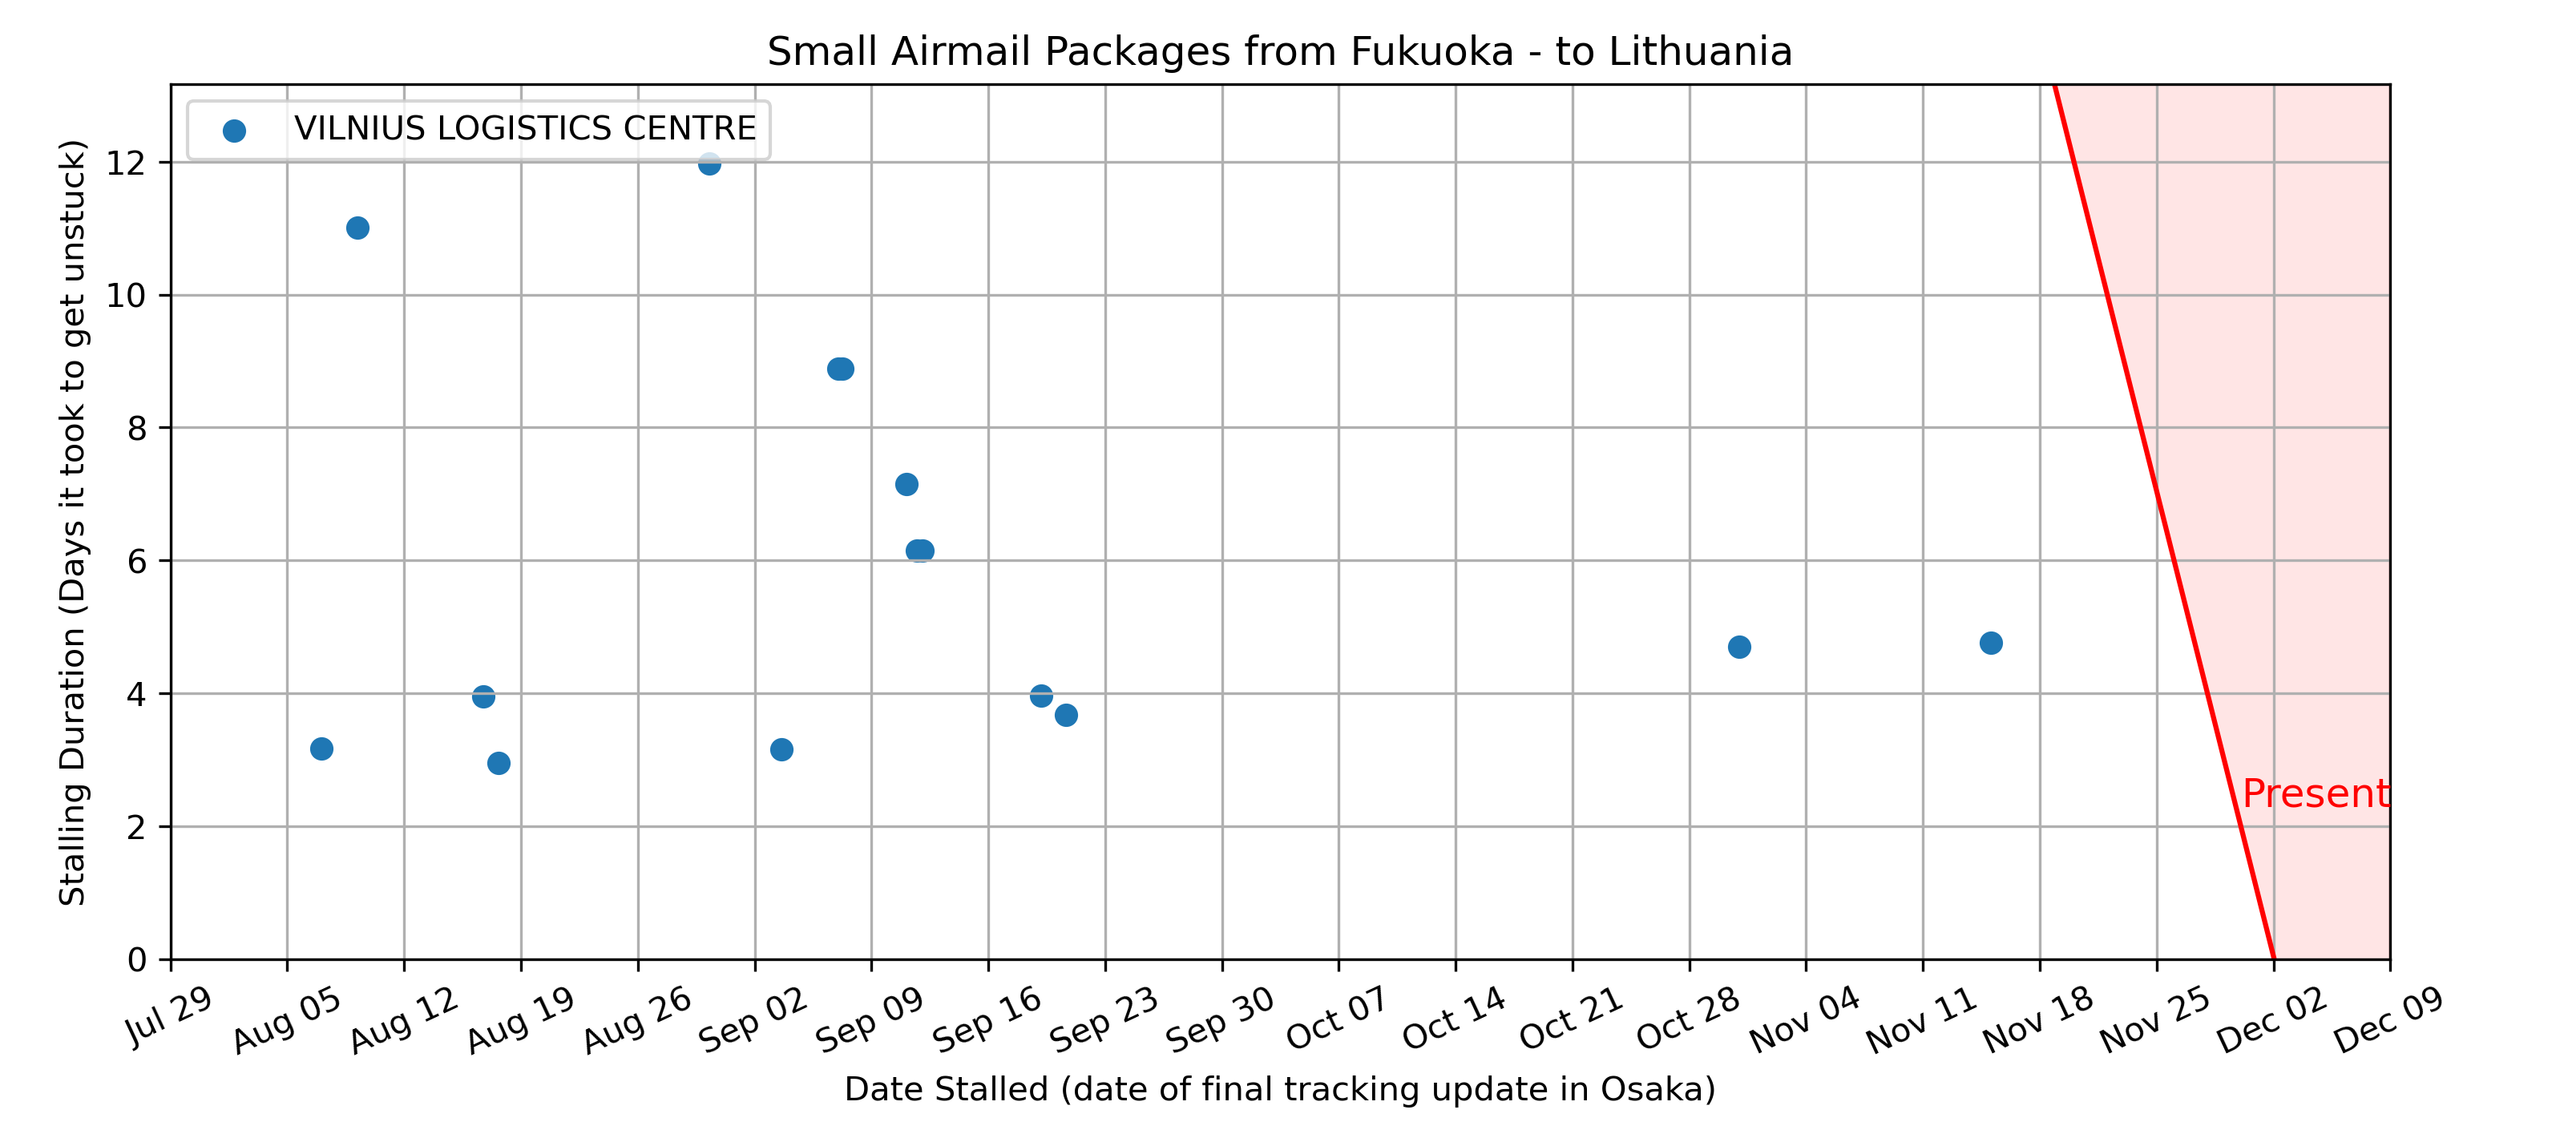 Small Airmail Packages from Fukuoka - to Lithuania
VILNIUS LOGISTICS CENTRE
Stalling Duration (Days it took to get unstuck)
12
10
8
6
4
2
0
Present
Jul 29
Aug 05
Aug 12
Aug 19
Aug 26
Sep 02
Sep 09
Sep 16
Sep 23
Sep 30
Oct 07
Oct 14
Oct 21
Oct 28
Nov 04
Nov 11
Nov 18
Nov 25
Dec 02
Dec 09
Date Stalled (date of final tracking update in Osaka)